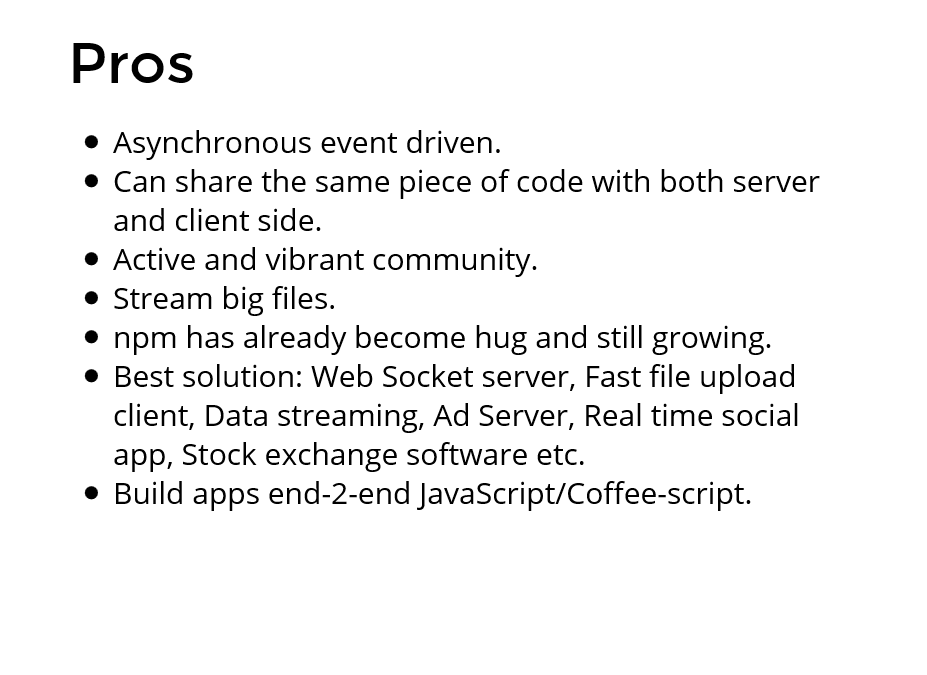 Pros
• Asynchronous event driven.
• Can share the same piece of code with both server
and client side.
• Active and vibrant community.
• Stream big files.
• npm has already become hug and still growing.
• Best solution: Web Socket server, Fast file upload
client, Data streaming, Ad Server, Real time social
app, Stock exchange software etc.
• Build apps end-2-end JavaScript/Coffee-script.